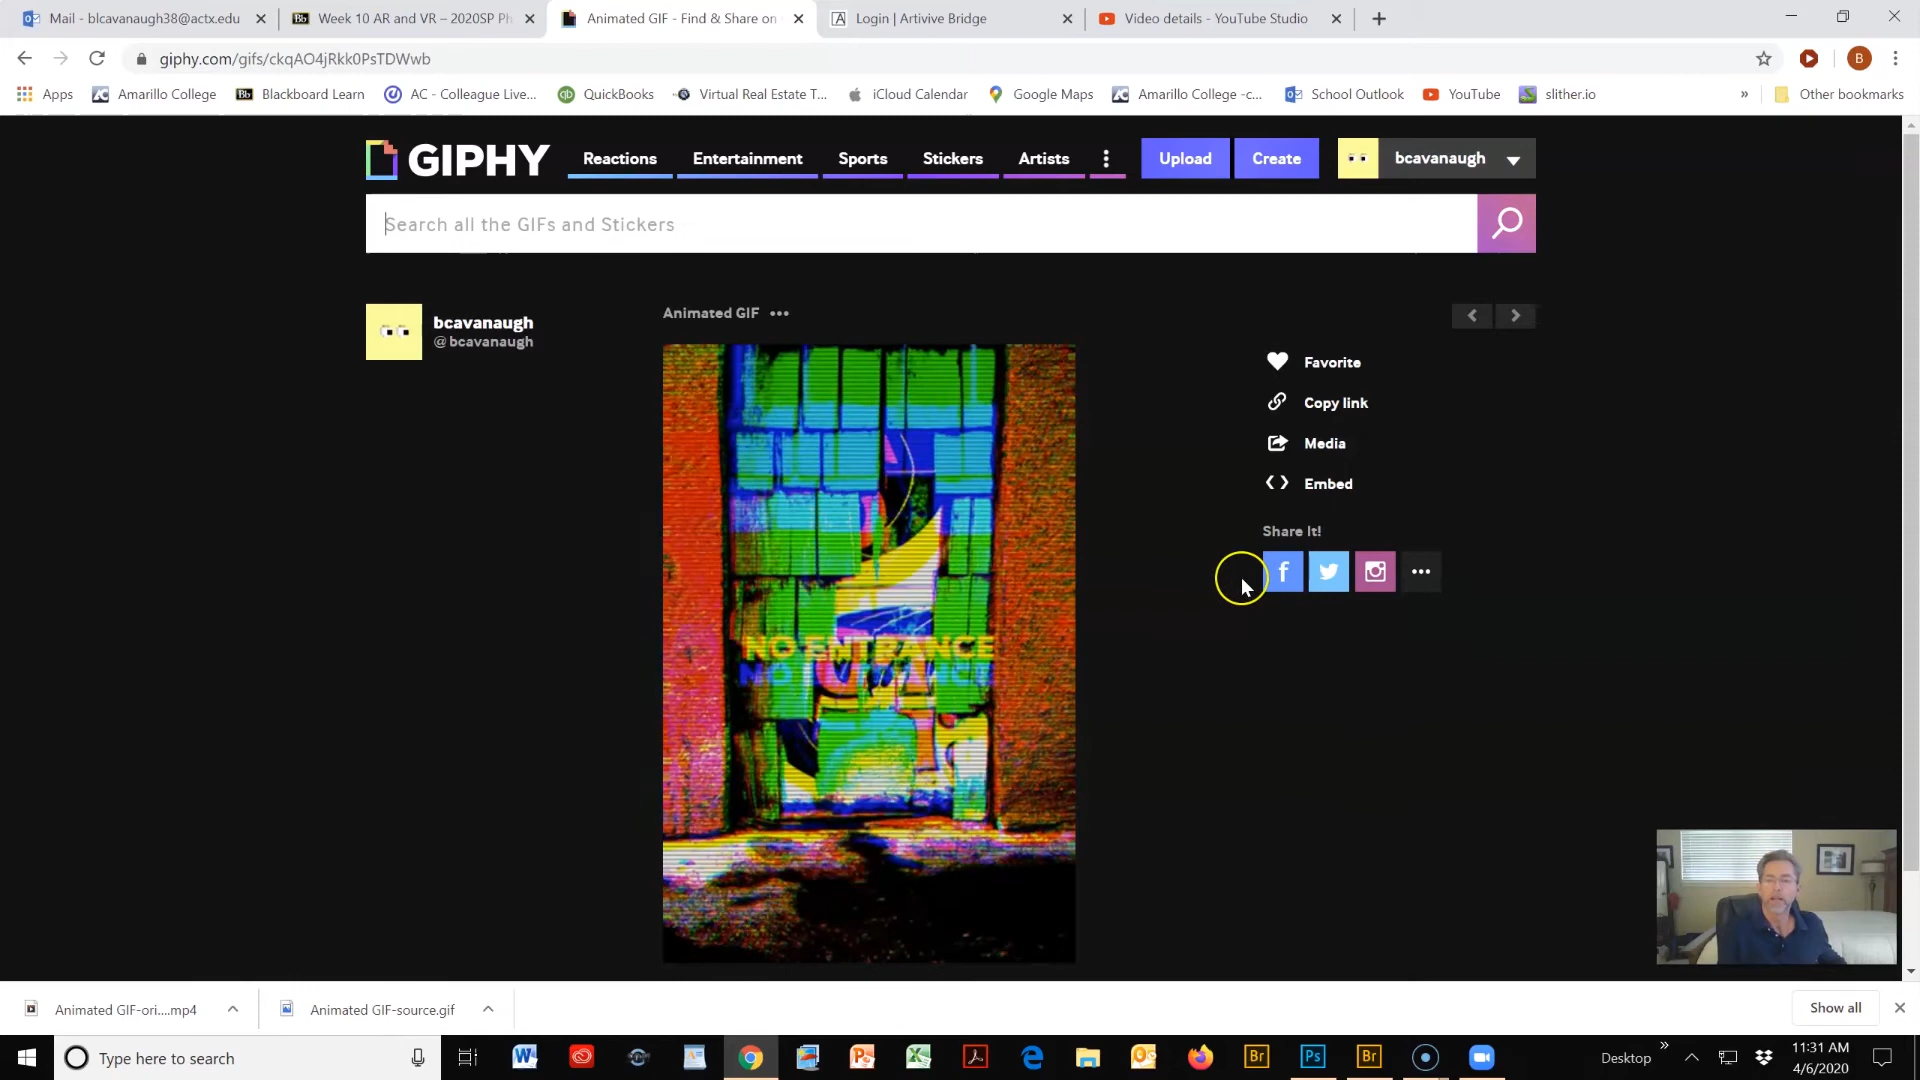 Mail - blcavanaugh38@actx.edu
Week 10 AR and VR – 2020SP Ph
Animated GIF - Find & Share on
Login | Artivive Bridge
Video details - YouTube Studio
giphy.com/gifs/ckqAO4jRkk0PsTDWwb
B
Apps
Amarillo College
Blackboard Learn
AC - Colleague Live...
QuickBooks
Virtual Real Estate T...
iCloud Calendar
Google Maps
Amarillo College -c...
School Outlook
YouTube
slither.io
»
Other bookmarks
GIPHY
Reactions
Entertainment
Sports
Stickers
Artists
Upload
Create
bcavanaugh
Search all the GIFs and Stickers
bcavanaugh
@bcavanaugh
Animated GIF
Favorite
Copy link
Media
Embed
Share It!
NO ENTRANCE
Animated GIF-ori....mp4
Animated GIF-source.gif
Show all
Type here to search
Desktop
11:31 AM
4/6/2020